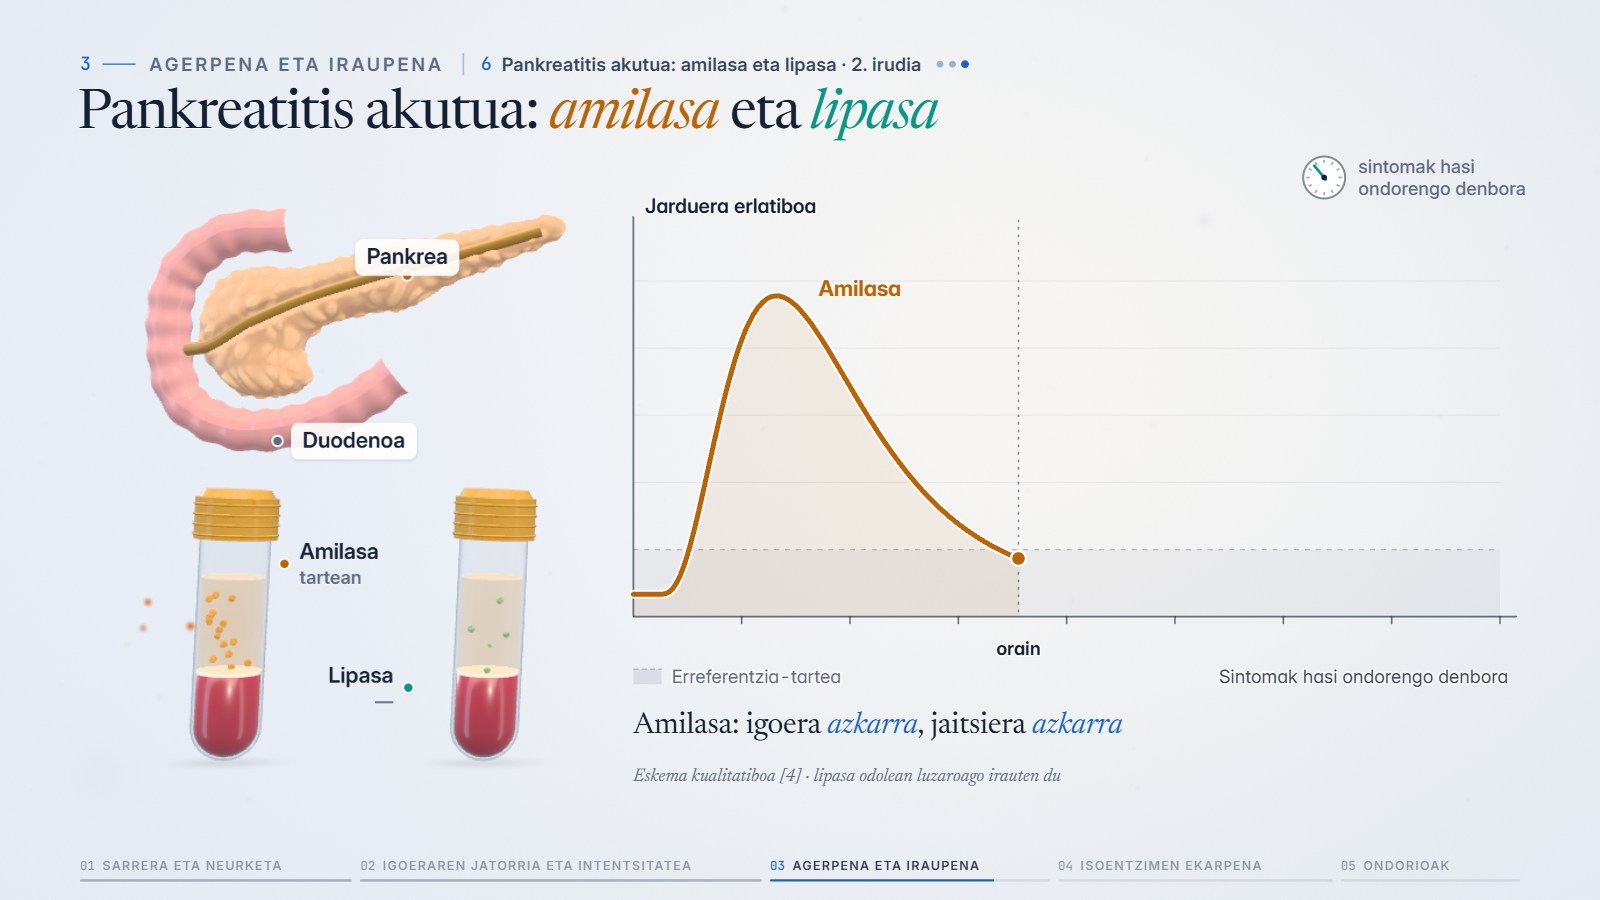 3 — AGERPENA ETA IRAUPENA | 6 Pankreatitis akutua: amilasa eta lipasa · 2. irudia
Pankreatitis akutua: amilasa eta lipasa
sintomak hasi
ondorengo denbora
Jarduera erlatiboa
Pankrea
Amilasa
Duodenoa
Amilasa
tartean
Lipasa
—
orain
Erreferentzia-tartea
Sintomak hasi ondorengo denbora
Amilasa: igoera azkarra, jaitsiera azkarra
Eskema kualitatiboa [4] · lipasa odolean luzaroago irauten du
01 SARRERA ETA NEURKETA
02 IGOERAREN JATORRIA ETA INTENTSITATEA
03 AGERPENA ETA IRAUPENA
04 ISOENTZIMEN EKARPENA
05 ONDORIOAK